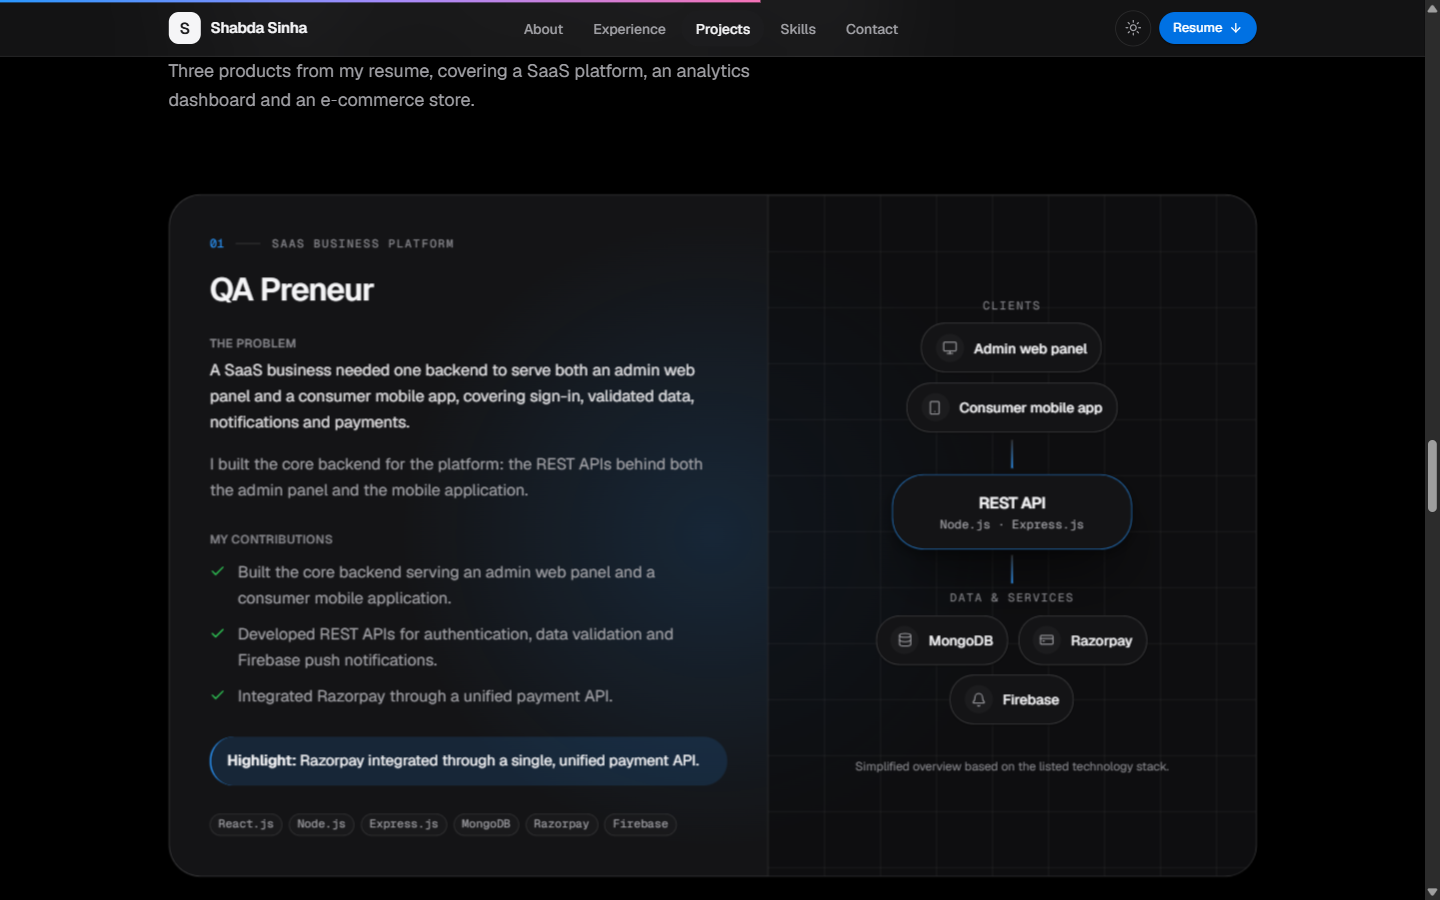 S Shabda Sinha About Experience Projects Skills Contact Resume
Three products from my resume, covering a SaaS platform, an analytics
dashboard and an e-commerce store.
01 SAAS BUSINESS PLATFORM
QA Preneur
THE PROBLEM
A SaaS business needed one backend to serve both an admin web
panel and a consumer mobile app, covering sign-in, validated data,
notifications and payments.
I built the core backend for the platform: the REST APIs behind both
the admin panel and the mobile application.
MY CONTRIBUTIONS
Built the core backend serving an admin web panel and a
consumer mobile application.
Developed REST APIs for authentication, data validation and
Firebase push notifications.
Integrated Razorpay through a unified payment API.
Highlight: Razorpay integrated through a single, unified payment API.
React.js Node.js Express.js MongoDB Razorpay Firebase
CLIENTS
Admin web panel
Consumer mobile app
REST API
Node.js · Express.js
DATA & SERVICES
MongoDB Razorpay
Firebase
Simplified overview based on the listed technology stack.